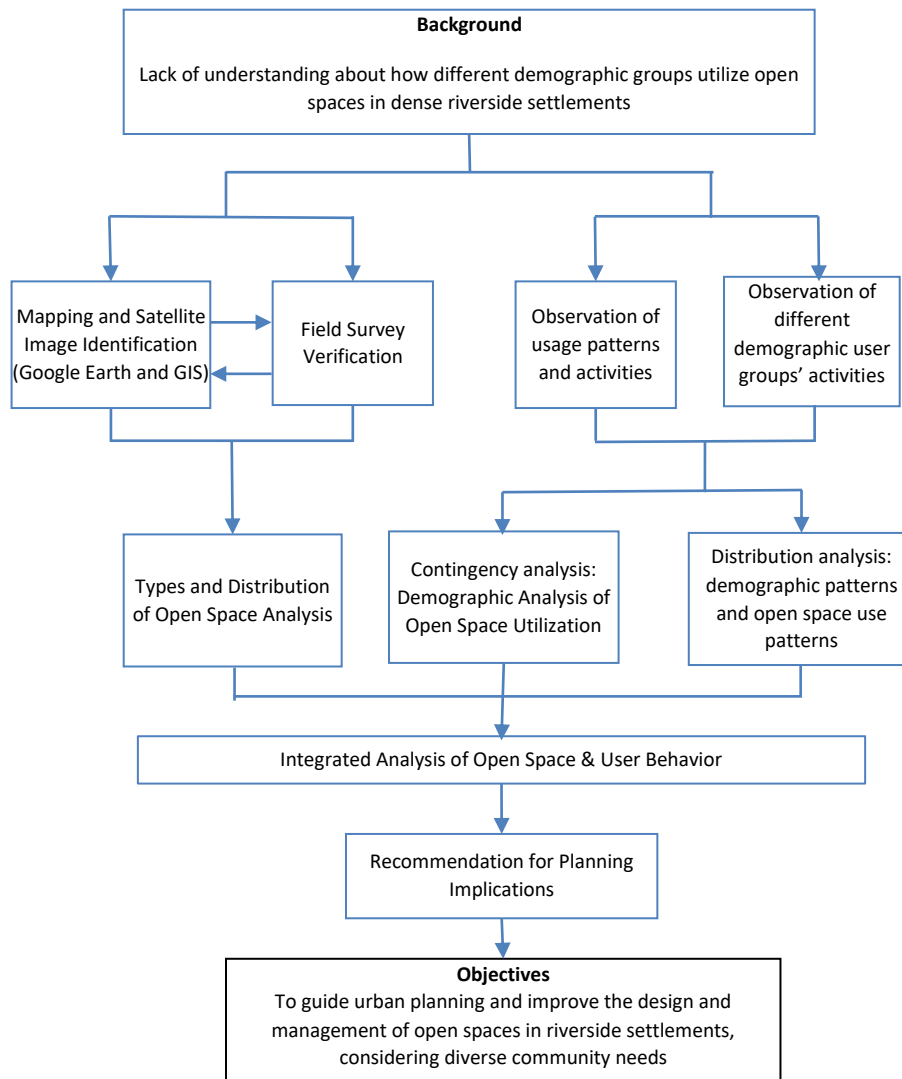 Background
Lack of understanding about how different demographic groups utilize open
spaces in dense riverside settlements
Mapping and Satellite
Image Identification
(Google Earth and GIS)
Field Survey
Verification
Observation of
usage patterns
and activities
Observation of
different
demographic user
groups’ activities
Types and Distribution
of Open Space Analysis
Contingency analysis:
Demographic Analysis of
Open Space Utilization
Distribution analysis:
demographic patterns
and open space use
patterns
Integrated Analysis of Open Space & User Behavior
Recommendation for Planning
Implications
Objectives
To guide urban planning and improve the design and
management of open spaces in riverside settlements,
considering diverse community needs